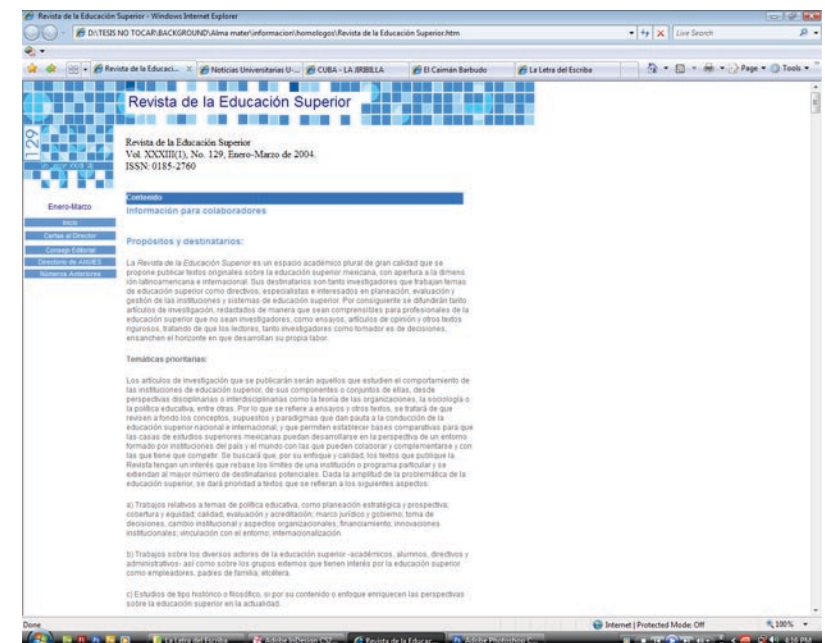 Revista de la Educación Superior - Windows Internet Explorer
D:\TESIS NO TOCAR\BACKGROUND\Alma mater\informacion\homologos\Revista de la Educación Superior.htm
Live Search
Revista de la Educaci...
Noticias Universitarias U-...
CUBA - LA JIRIBILLA
El Caimán Barbudo
La Letra del Escriba
Page
Tools
Revista de la Educación Superior
129
Revista de la Educación Superior
Vol. XXXIII(1), No. 129, Enero-Marzo de 2004.
ISSN: 0185-2760
Enero-Marzo
Inicio
Cartas al Director
Consejo Editorial
Directorio de ANUIES
Números Anteriores
Contenido
Información para colaboradores
Propósitos y destinatarios:
La Revista de la Educación Superior es un espacio académico plural de gran calidad que se
propone publicar textos originales sobre la educación superior mexicana, con apertura a la dimens
ión latinoamericana e internacional. Sus destinatarios son tanto investigadores que trabajan temas
de educación superior como directivos, especialistas e interesados en planeación, evaluación y
gestión de las instituciones y sistemas de educación superior. Por consiguiente se difundirán tanto
artículos de investigación, redactados de manera que sean comprensibles para profesionales de la
educación superior que no sean investigadores, como ensayos, artículos de opinión y otros textos
rigurosos, tratando de que los lectores, tanto investigadores como tomador es de decisiones,
ensanchen el horizonte en que desarrollan su propia labor.
Temáticas prioritarias:
Los artículos de investigación que se publicarán serán aquellos que estudien el comportamiento de
las instituciones de educación superior, de sus componentes o conjuntos de ellas, desde
perspectivas disciplinarias o interdisciplinarias como la teoría de las organizaciones, la sociología o
la política educativa, entre otras. Por lo que se refiere a ensayos y otros textos, se tratará de que
revisen a fondo los conceptos, supuestos y paradigmas que dan pauta a la conducción de la
educación superior nacional e internacional, y que permitan establecer bases comparativas para que
las casas de estudios superiores mexicanas puedan desarrollarse en la perspectiva de un entorno
formado por instituciones del país y el mundo con las que pueden colaborar y complementarse y con
las que tiene que competir. Se buscará que, por su enfoque y calidad, los textos que publique la
Revista tengan un interés que rebase los límites de una institución o programa particular y se
extiendan al mayor número de destinatarios potenciales. Dada la amplitud de la problemática de la
educación superior, se dará prioridad a textos que se refieran a los siguientes aspectos:
a) Trabajos relativos a temas de política educativa, como planeación estratégica y prospectiva;
cobertura y equidad; calidad, evaluación y acreditación; marco jurídico y gobierno; toma de
decisiones, cambio institucional y aspectos organizacionales; financiamiento; innovaciones
institucionales; vinculación con el entorno; internacionalización.
b) Trabajos sobre los diversos actores de la educación superior -académicos, alumnos, directivos y
administrativos- así como sobre los grupos externos que tienen interés por la educación superior
como empleadores, padres de familia, etcétera.
c) Estudios de tipo histórico o filosófico, si por su contenido o enfoque enriquecen las perspectivas
sobre la educación superior en la actualidad.
Done
Internet | Protected Mode: Off
100%
La Letra del Escriba
Adobe InDesign CS2...
Revista de la Educac...
Adobe Photoshop C...
4:16 PM